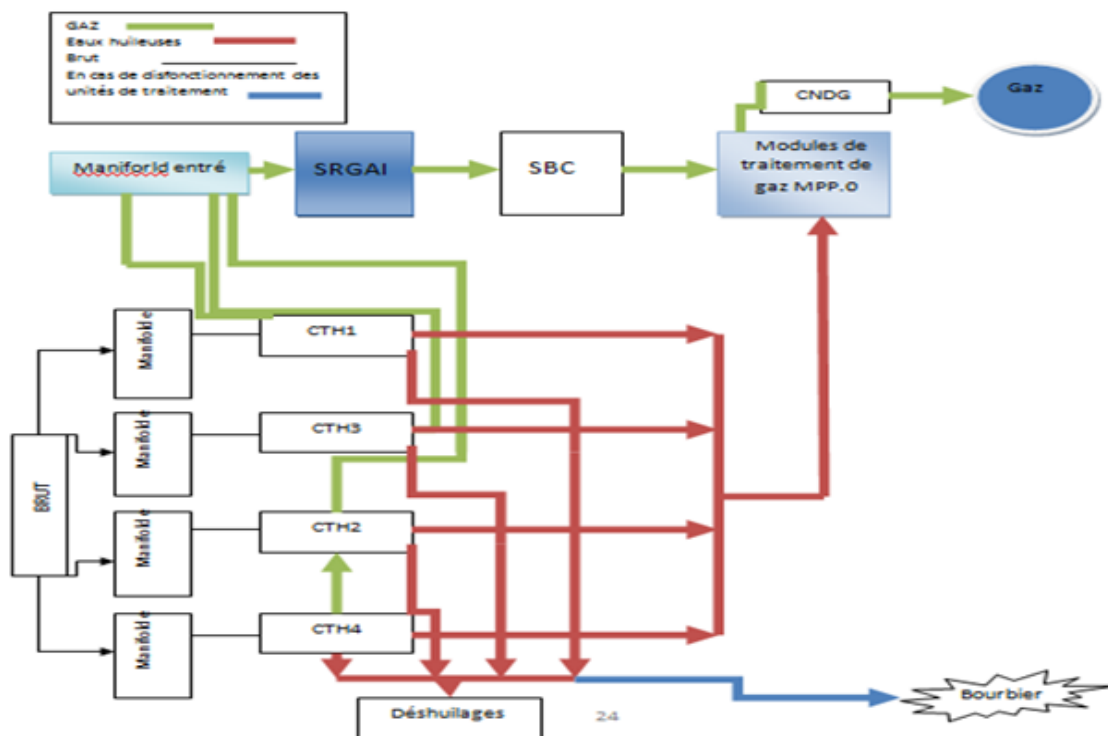 GAZ
Eaux huileuses
Brut
En cas de disfonctionnement des
unités de traitement
CNDG
Gaz
Maniforld entré
SRGAI
SBC
Modules de
traitement de
gaz MPP.0
Manifolde
CTH1
Manifolde
CTH3
BRUT
Manifolde
CTH2
Manifolde
CTH4
Bourbier
Déshuilages
24